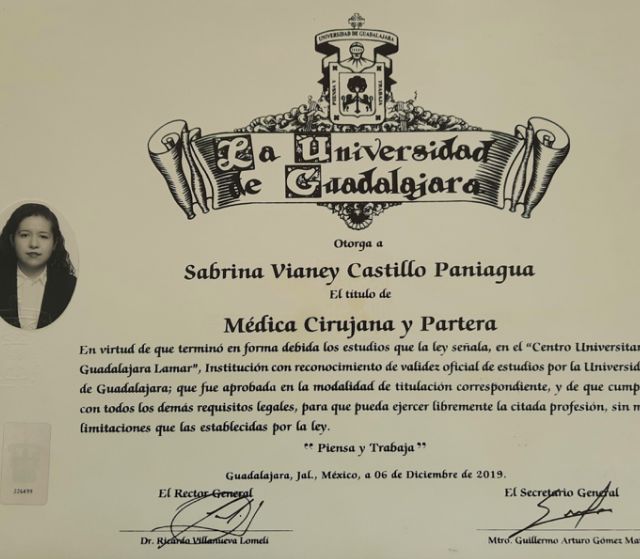 UNIVERSIDAD DE GUADALAJARA
PIENSA Y
TRABAJA
La Universidad
de Guadalajara
Otorga a
Sabrina Vianey Castillo Paniagua
El título de
Médica Cirujana y Partera
En virtud de que terminó en forma debida los estudios que la ley señala, en el “Centro Universitar
Guadalajara Lamar”, Institución con reconocimiento de validez oficial de estudios por la Universid
de Guadalajara; que fue aprobada en la modalidad de titulación correspondiente, y de que cump
con todos los demás requisitos legales, para que pueda ejercer libremente la citada profesión, sin m
limitaciones que las establecidas por la ley.
“ Piensa y Trabaja ”
Guadalajara, Jal., México, a 06 de Diciembre de 2019.
El Rector General
El Secretario General
Dr. Ricardo Villanueva Lomelí
Mtro. Guillermo Arturo Gómez Ma